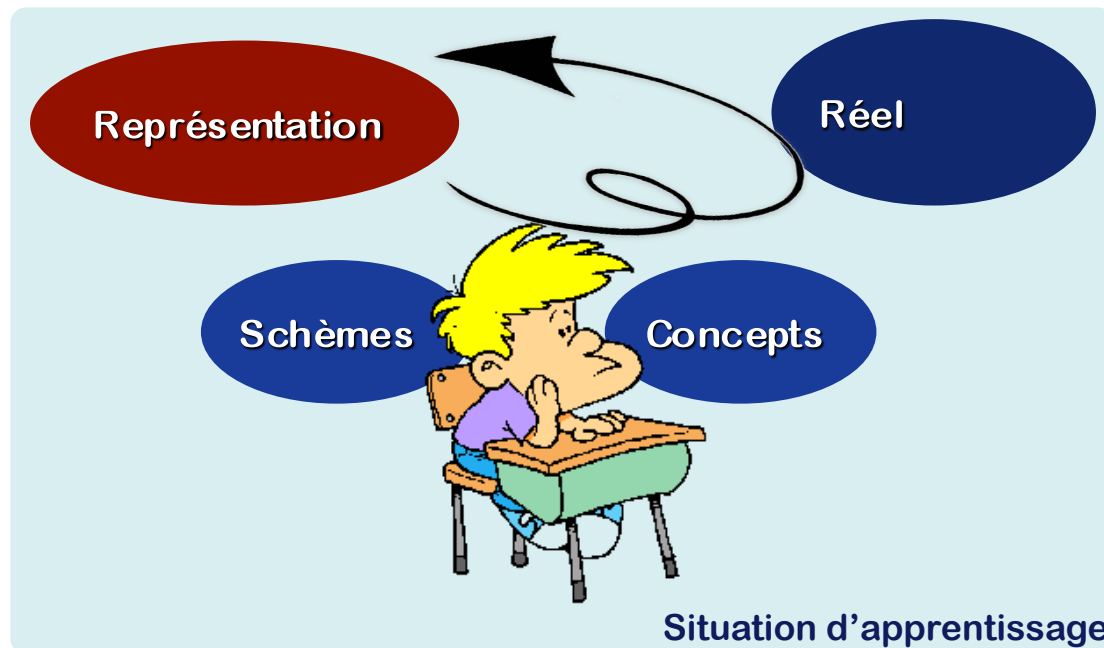 Représentation
Réel
Schèmes
Concepts
Situation d’apprentissage